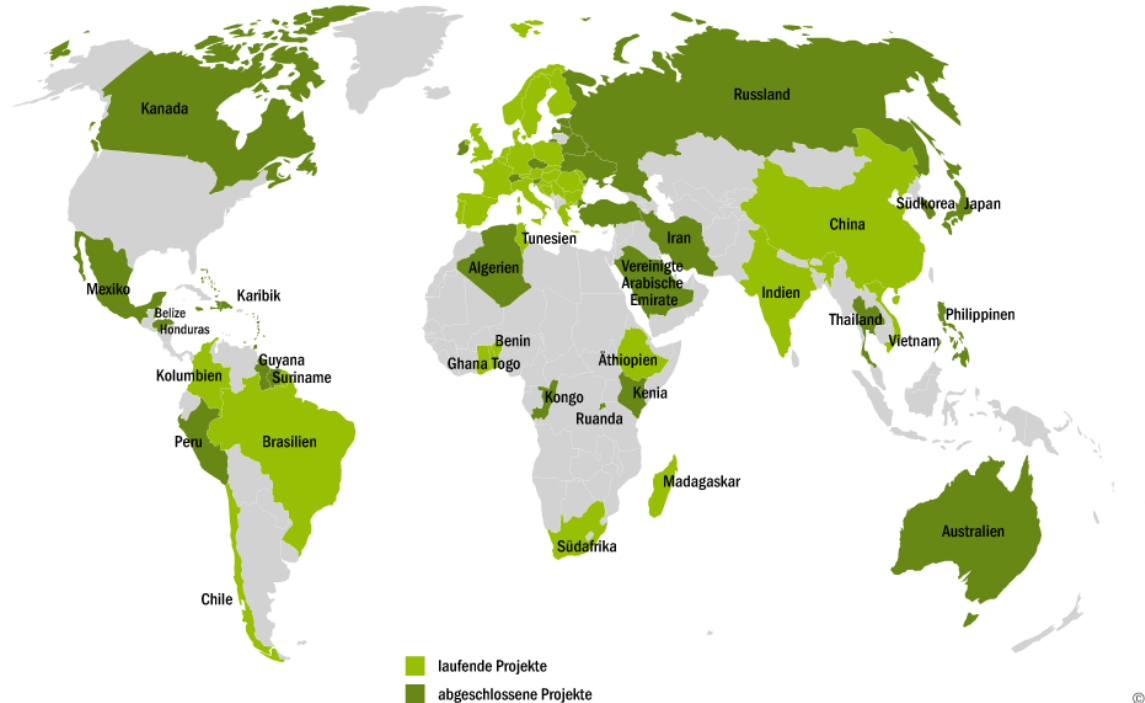 Kanada
Russland
Südkorea
Japan
China
Tunesien
Iran
Algerien
Vereinigte
Arabische
Emirate
Mexiko
Karibik
Indien
Belize
Honduras
Philippinen
Thailand
Benin
Vietnam
Guyana
Ghana
Togo
Äthiopien
Kolumbien
Suriname
Kongo
Kenia
Ruanda
Peru
Brasilien
Madagaskar
Australien
Südafrika
Chile
laufende Projekte
abgeschlossene Projekte
©